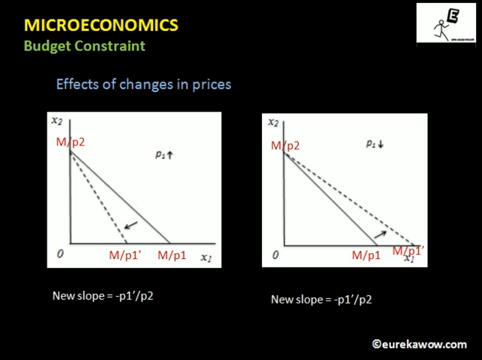 MICROECONOMICS
Budget Constraint
E
Effects of changes in prices
x2
M/p2
p1↑
0
M/p1'
M/p1
x1
New slope = -p1'/p2
x2
M/p2
p1↓
0
M/p1
M/p1'
x1
New slope = -p1'/p2
©eurekawow.com